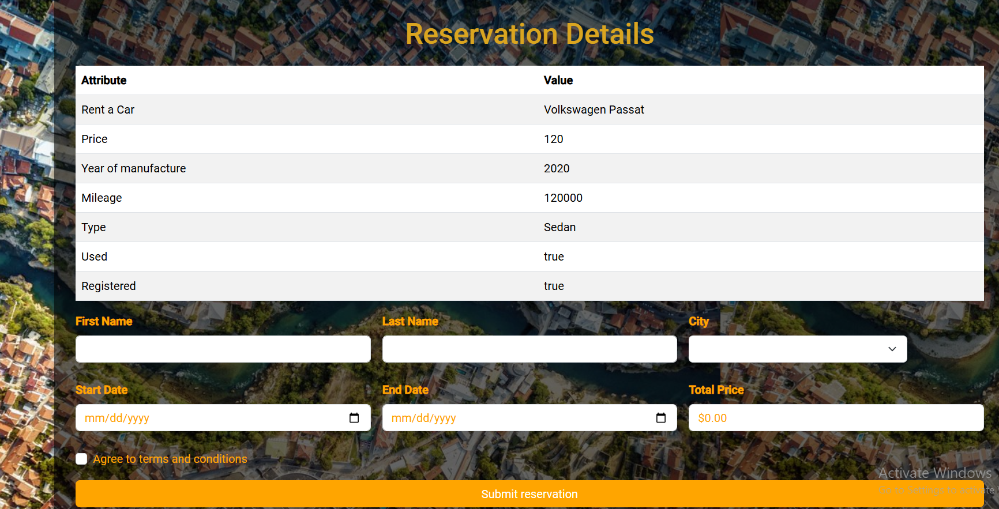 Reservation Details
Attribute Value
Rent a Car Volkswagen Passat
Price 120
Year of manufacture 2020
Mileage 120000
Type Sedan
Used true
Registered true
First Name Last Name City
Start Date End Date Total Price
mm/dd/yyyy mm/dd/yyyy $0.00
Agree to terms and conditions
Activate Windows
Go to Settings to activate
Submit reservation